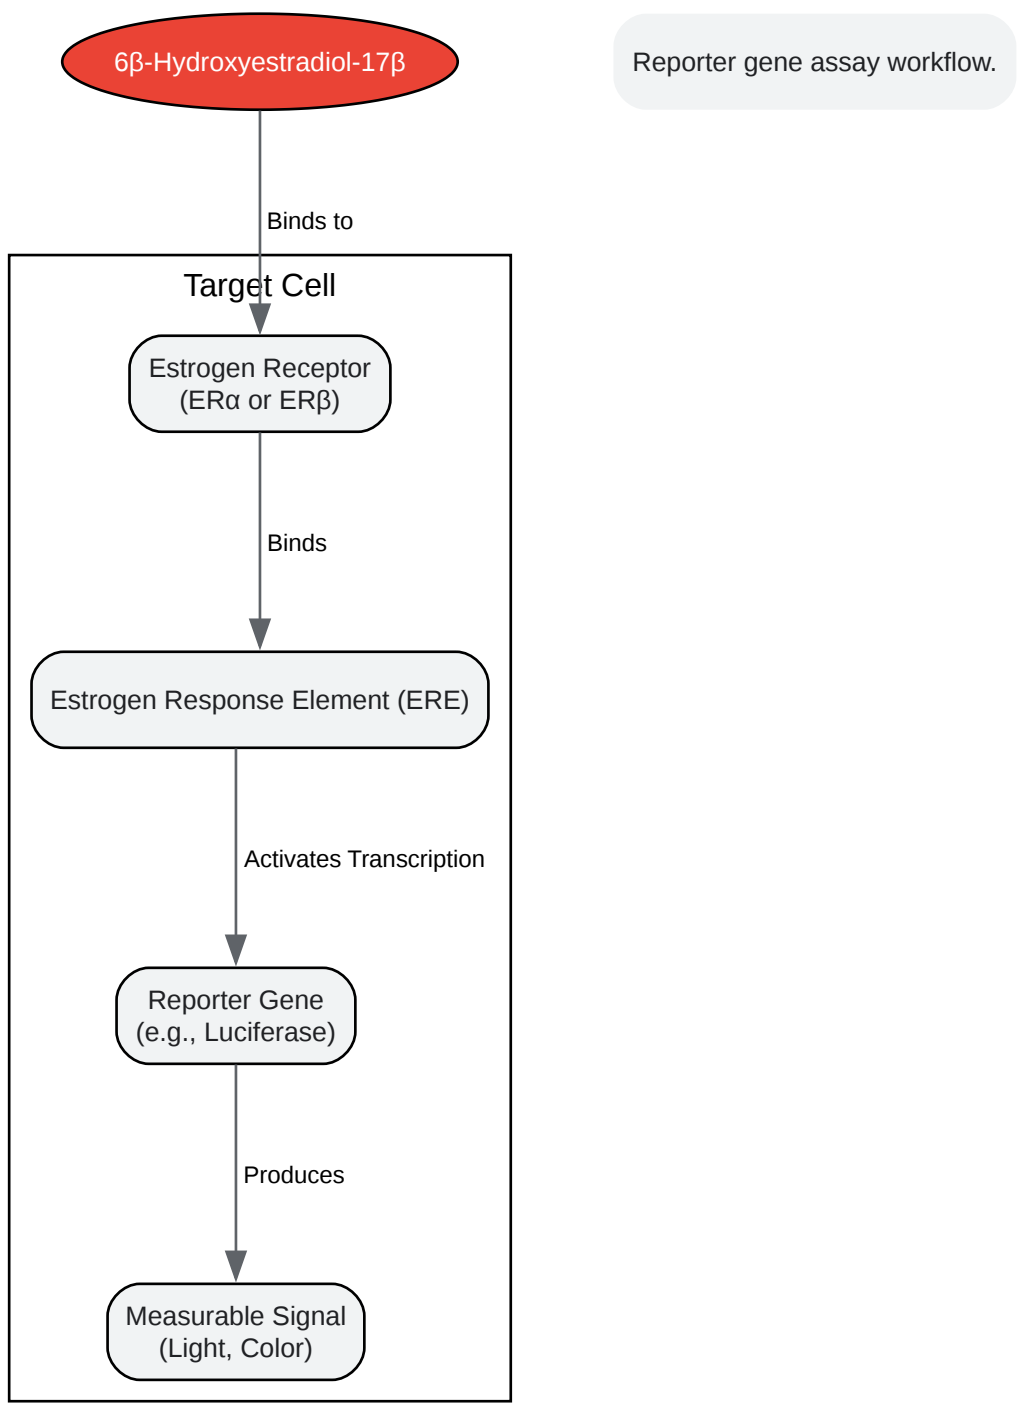 6β-Hydroxyestradiol-17β
Reporter gene assay workflow.
Binds to
Target Cell
Estrogen Receptor
(ERα or ERβ)
Binds
Estrogen Response Element (ERE)
Activates Transcription
Reporter Gene
(e.g., Luciferase)
Produces
Measurable Signal
(Light, Color)